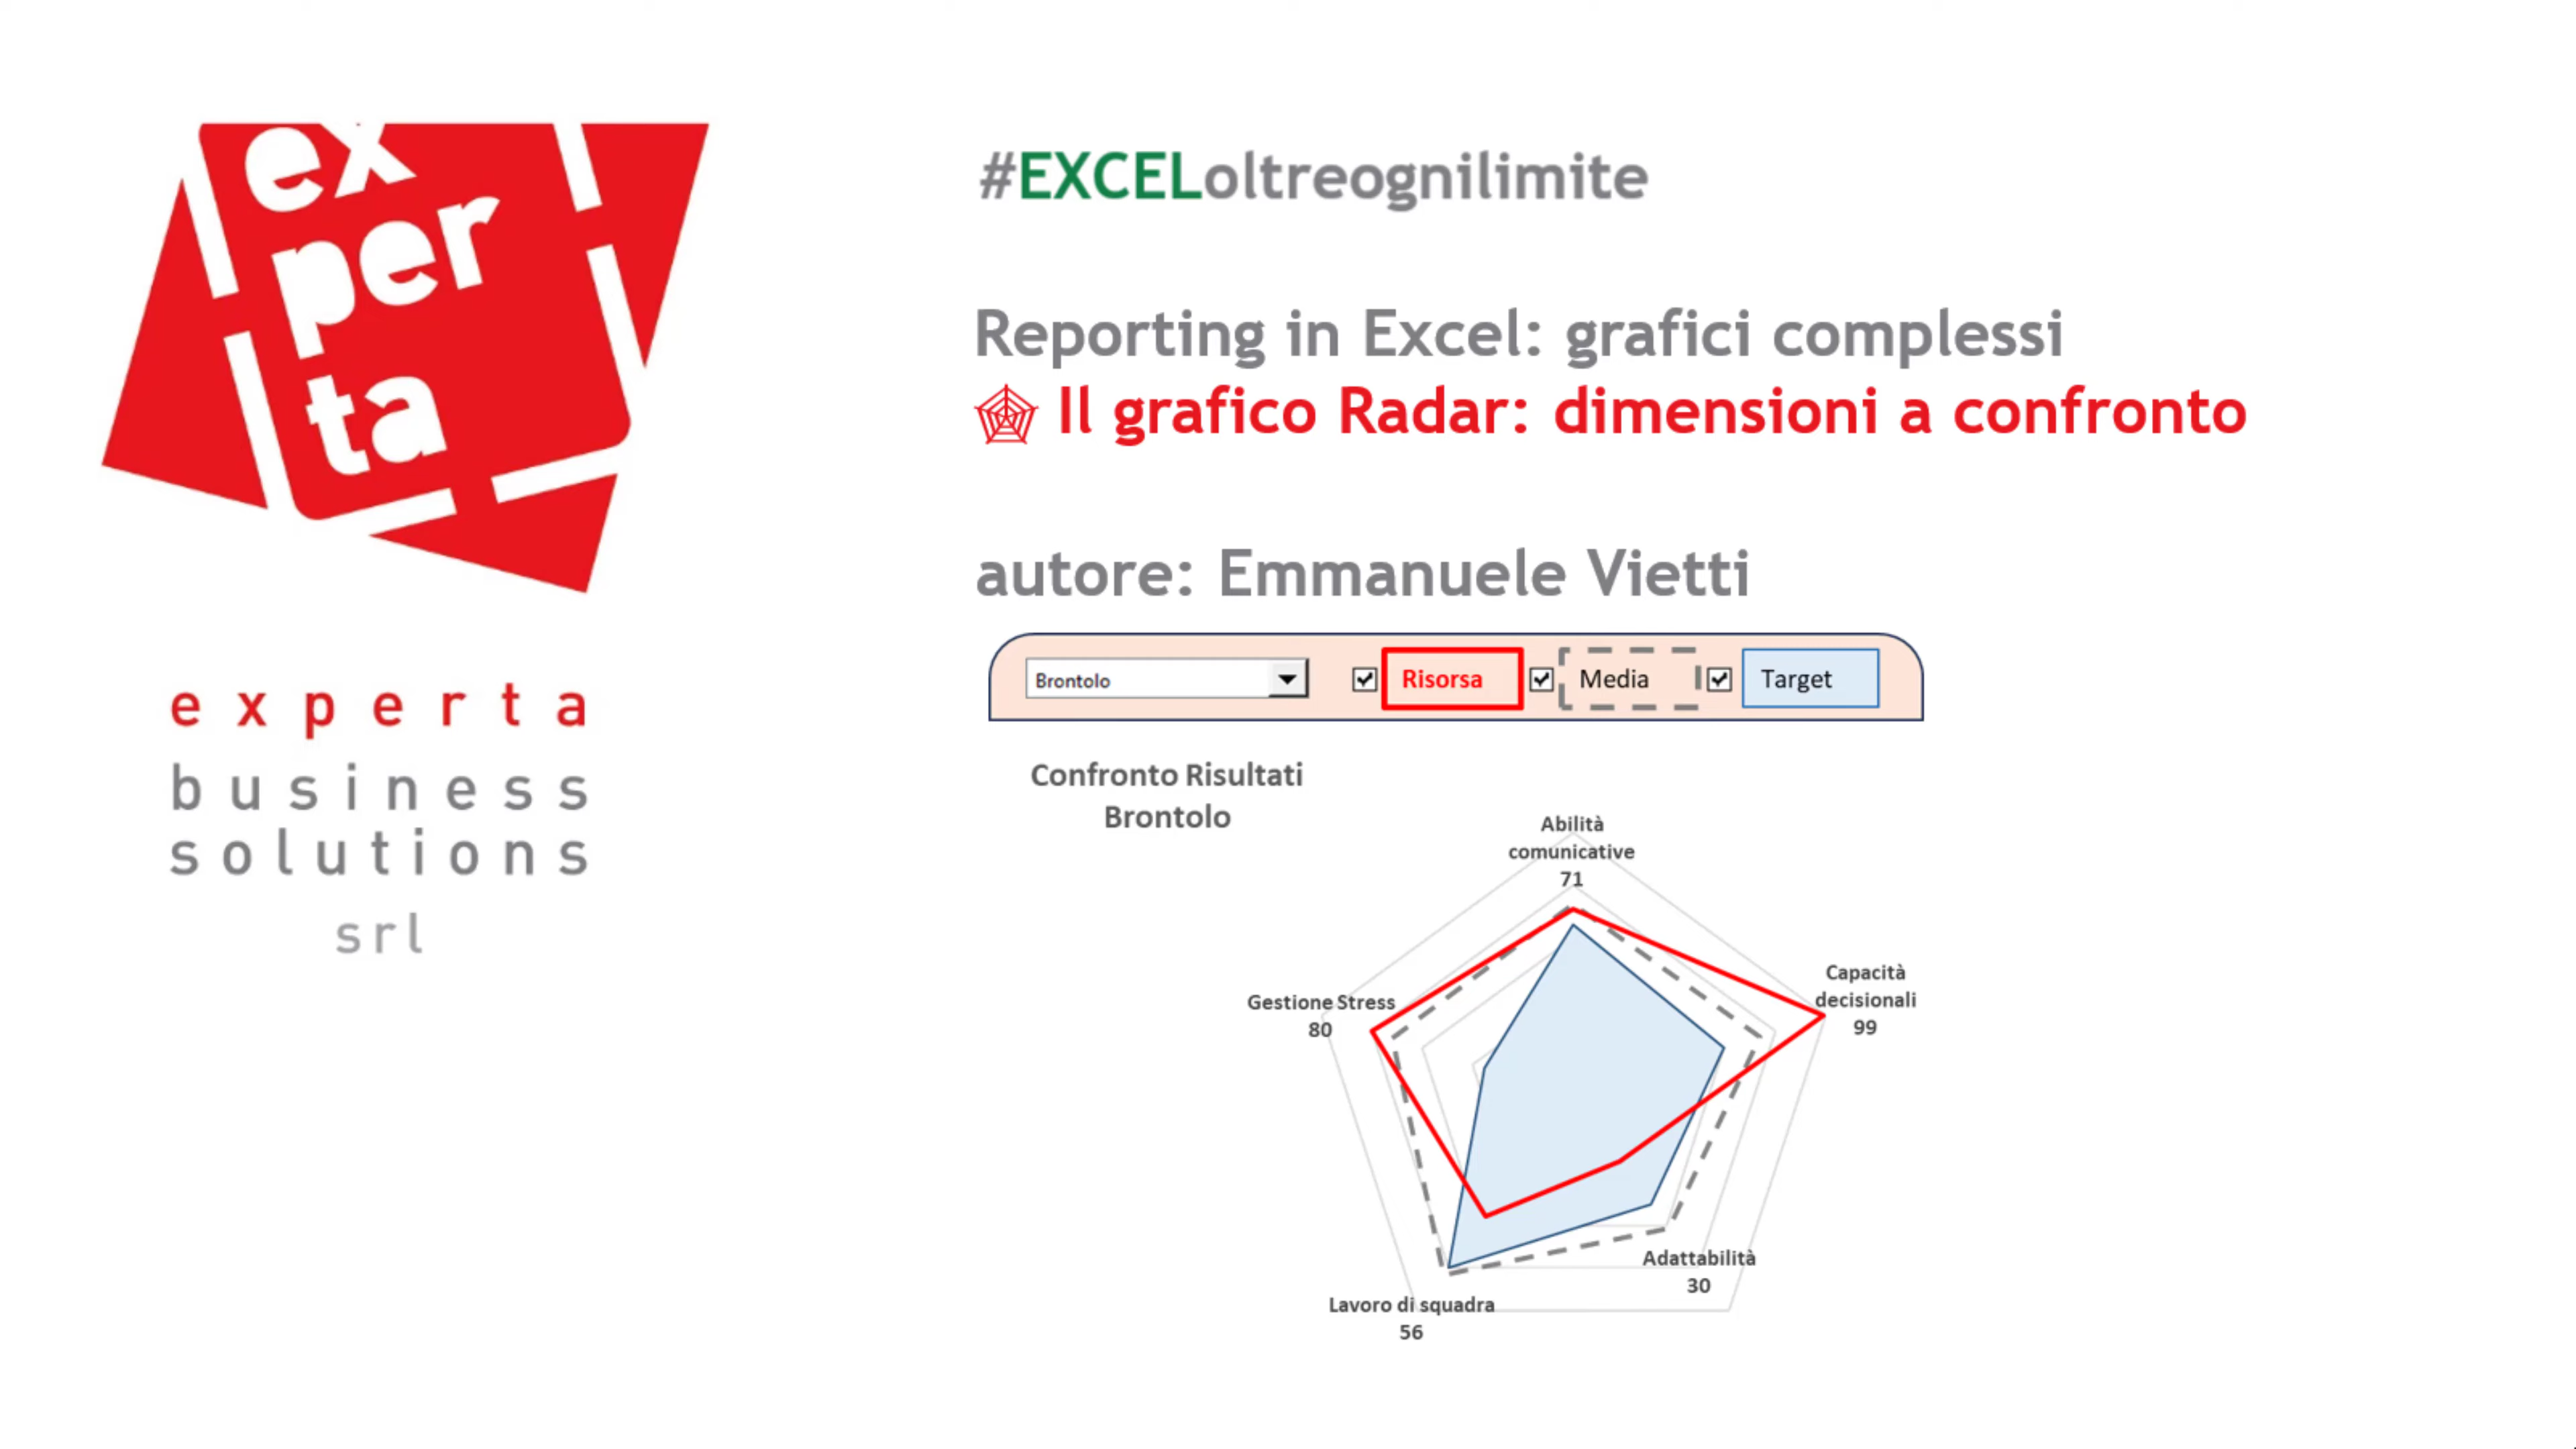 ex
per
ta
experta
business
solutions
srl
#EXCELoltreognilimite
Reporting in Excel: grafici complessi
Il grafico Radar: dimensioni a confronto
autore: Emmanuele Vietti
Brontolo
Risorsa
Media
Target
Confronto Risultati
Brontolo
Abilità
comunicative
71
Capacità
decisionali
99
Gestione Stress
80
Adattabilità
30
Lavoro di squadra
56